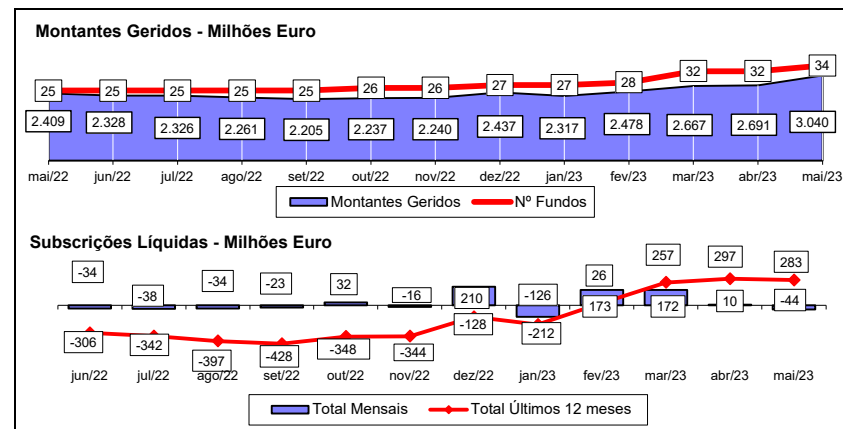 Montantes Geridos - Milhões Euro
25 25 25 25 25 26 26 27 27 28 32 32 34
2.409 2.328 2.326 2.261 2.205 2.237 2.240 2.437 2.317 2.478 2.667 2.691 3.040
mai/22 jun/22 jul/22 ago/22 set/22 out/22 nov/22 dez/22 jan/23 fev/23 mar/23 abr/23 mai/23
Montantes Geridos Nº Fundos
Subscrições Líquidas - Milhões Euro
-34 -38 -34 -23 32 -16 210 -126 26 257 297 283
-306 -342 -397 -428 -348 -344 -128 -212 173 172 10 -44
jun/22 jul/22 ago/22 set/22 out/22 nov/22 dez/22 jan/23 fev/23 mar/23 abr/23 mai/23
Total Mensais Total Últimos 12 meses